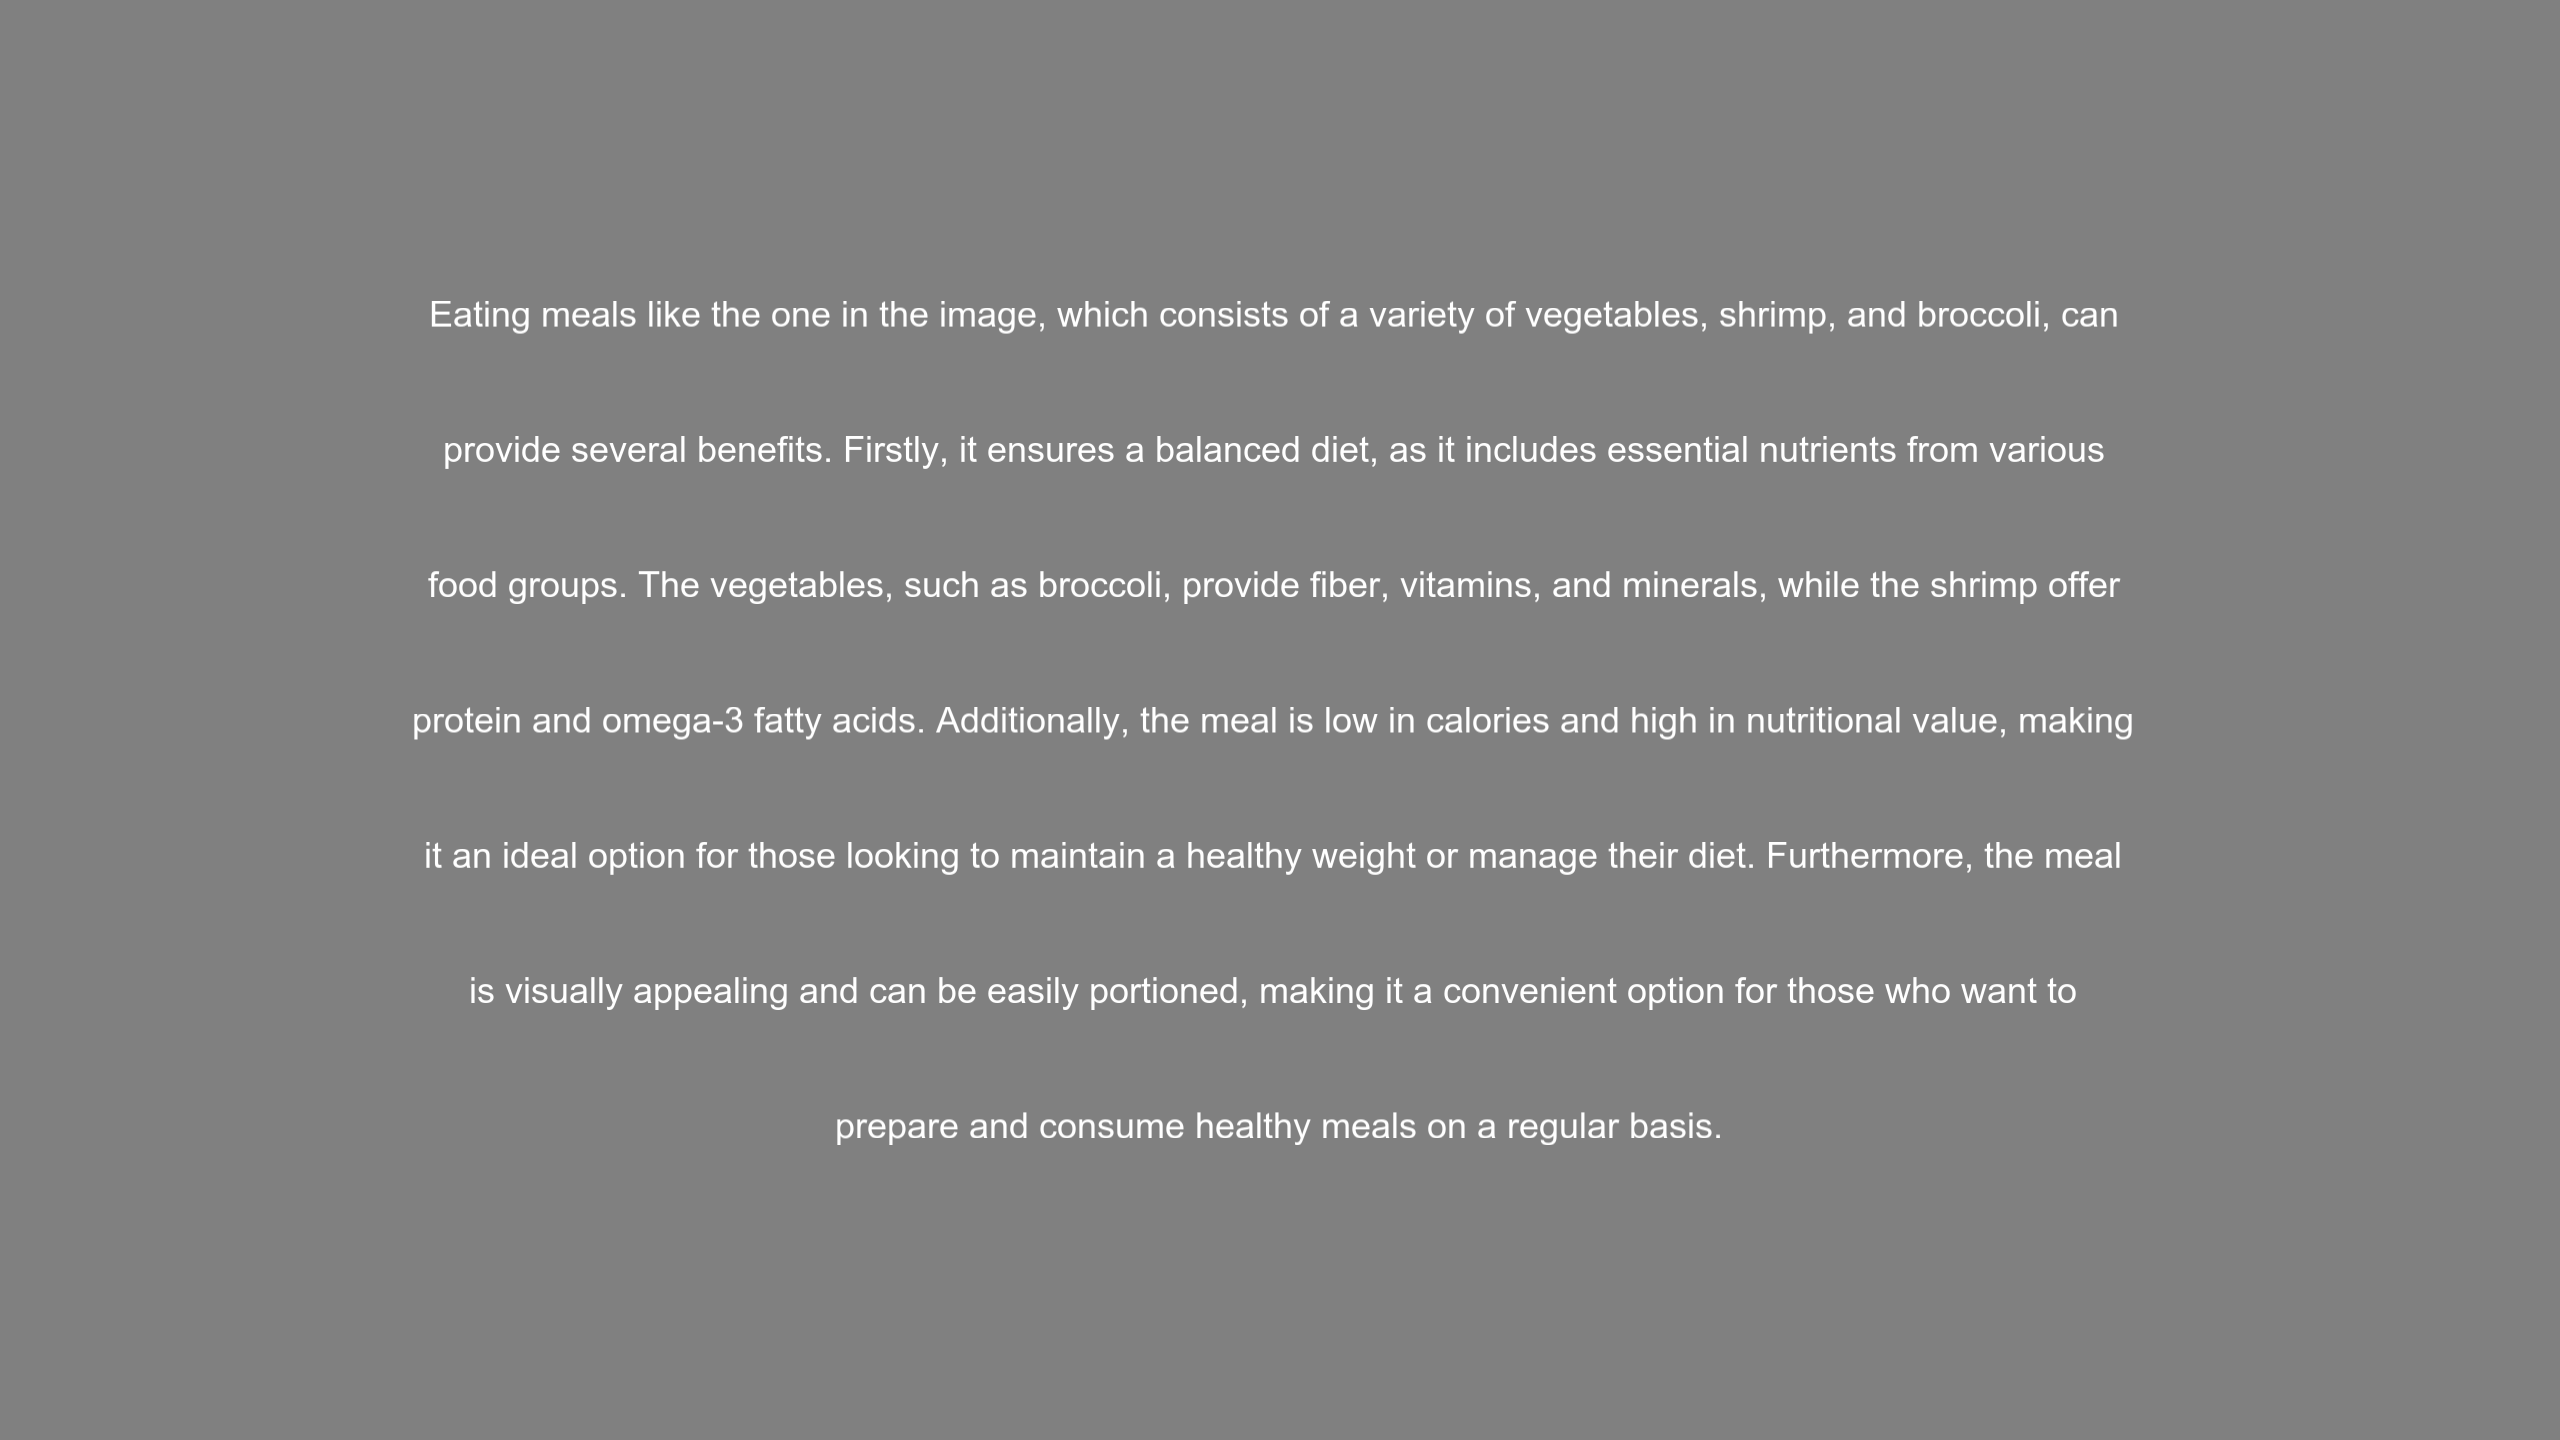 Eating meals like the one in the image, which consists of a variety of vegetables, shrimp, and broccoli, can
provide several benefits. Firstly, it ensures a balanced diet, as it includes essential nutrients from various
food groups. The vegetables, such as broccoli, provide fiber, vitamins, and minerals, while the shrimp offer
protein and omega-3 fatty acids. Additionally, the meal is low in calories and high in nutritional value, making
it an ideal option for those looking to maintain a healthy weight or manage their diet. Furthermore, the meal
is visually appealing and can be easily portioned, making it a convenient option for those who want to
prepare and consume healthy meals on a regular basis.